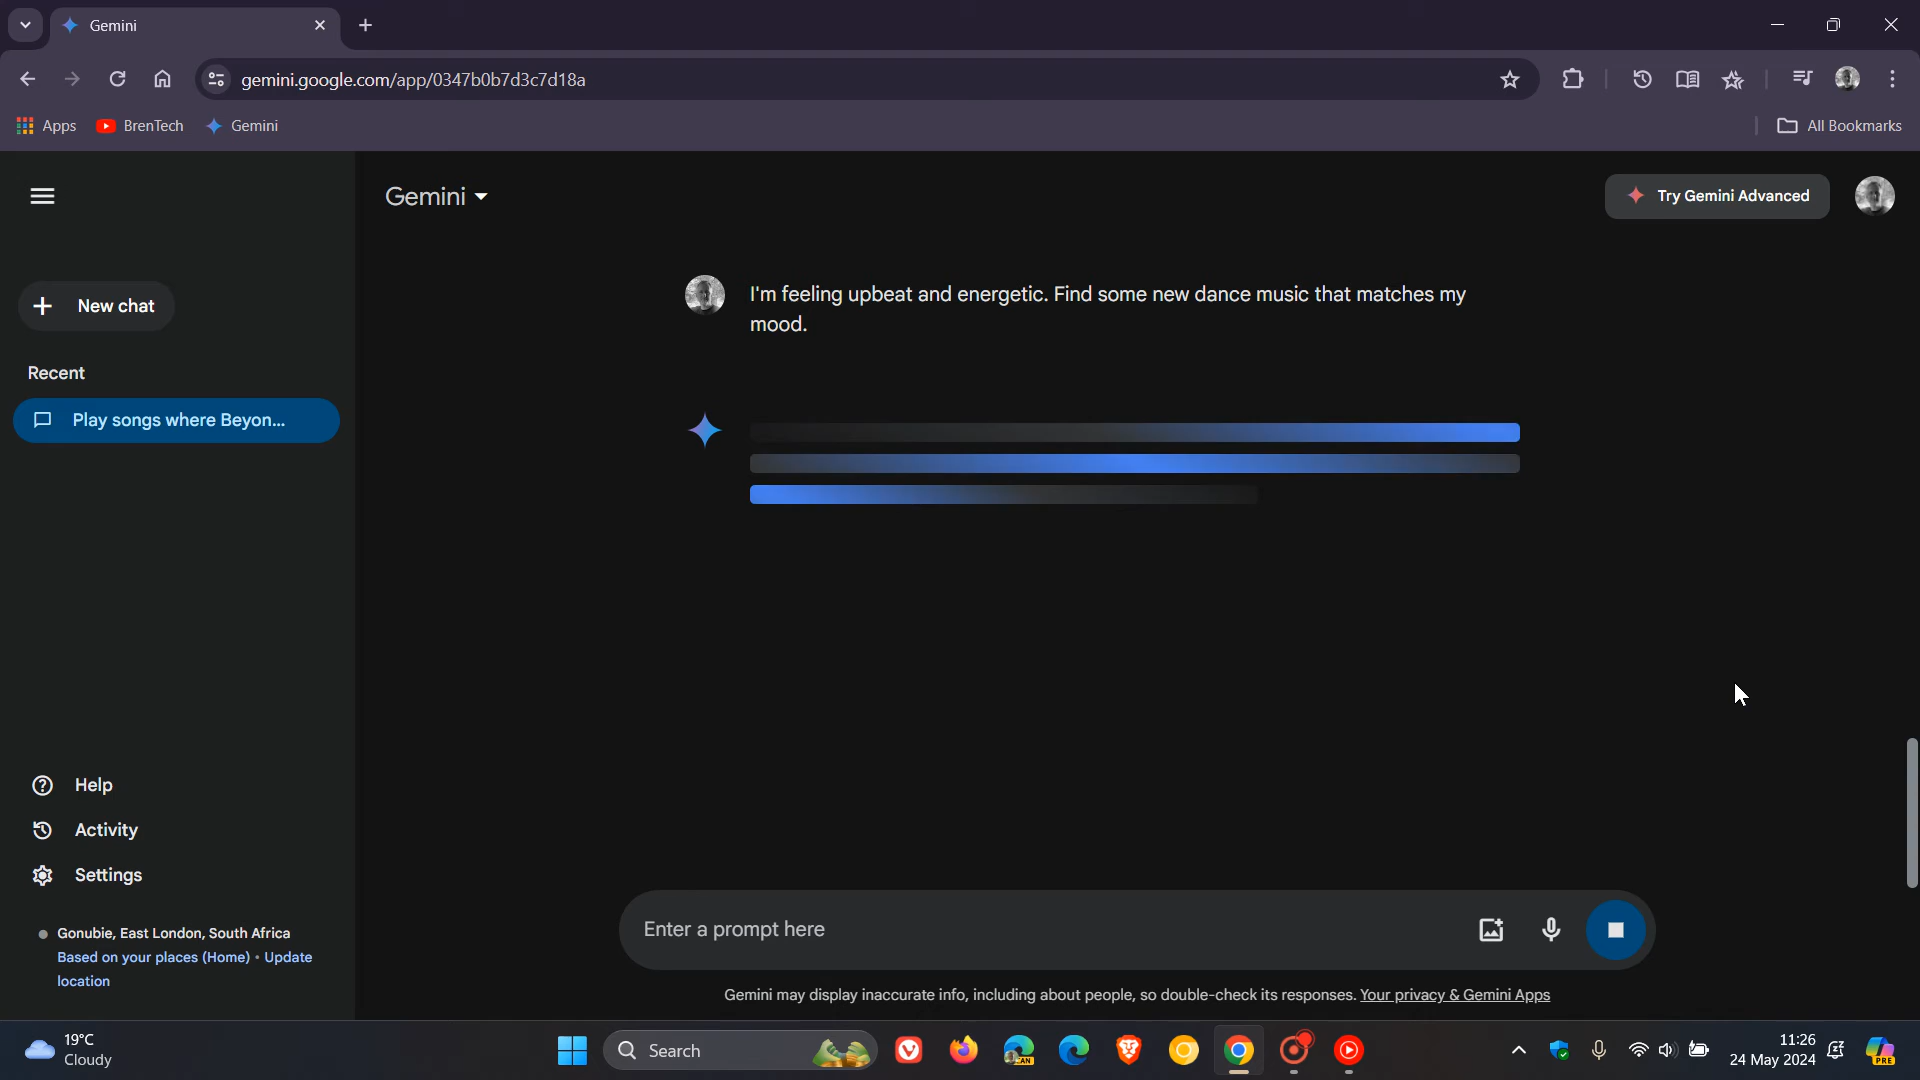 Gemini
gemini.google.com/app/0347b0b7d3c7d18a
Apps
BrenTech
Gemini
All Bookmarks
Gemini
Try Gemini Advanced
New chat
Recent
Play songs where Beyon...
I'm feeling upbeat and energetic. Find some new dance music that matches my
mood.
Help
Activity
Settings
Gonubie, East London, South Africa
Based on your places (Home) • Update
location
Enter a prompt here
Gemini may display inaccurate info, including about people, so double-check its responses. Your privacy & Gemini Apps
19°C
Cloudy
Search
CAN
11:26
24 May 2024
PRE